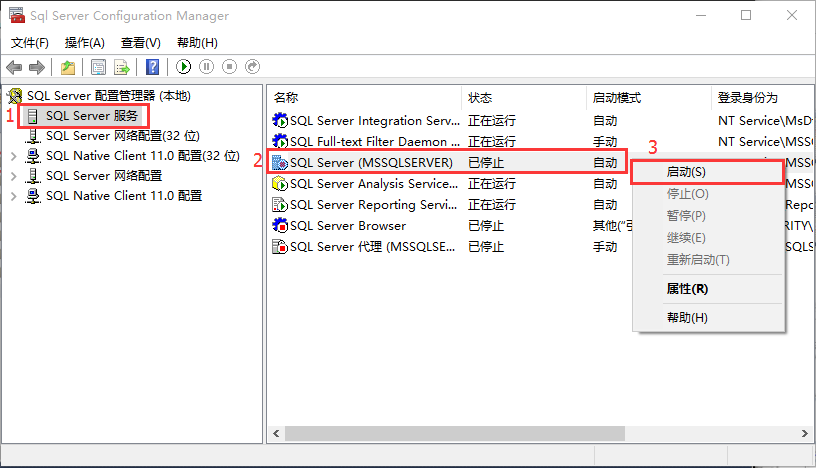 Sql Server Configuration Manager
文件(F) 操作(A) 查看(V) 帮助(H)
SQL Server 配置管理器 (本地)
1 SQL Server 服务
SQL Server 网络配置(32 位)
SQL Native Client 11.0 配置(32 位)
SQL Server 网络配置
SQL Native Client 11.0 配置
名称 状态 启动模式 登录身份为
SQL Server Integration Serv... 正在运行 自动 NT Service\MsD
SQL Full-text Filter Daemon ... 正在运行 手动
2 SQL Server (MSSQLSERVER) 已停止 自动
SQL Server Analysis Service... 正在运行 自动
SQL Server Reporting Servi... 正在运行 自动
SQL Server Browser 已停止 其他("引
SQL Server 代理 (MSSQLSE... 已停止 手动
3
启动(S)
停止(O)
暂停(P)
继续(E)
重新启动(T)
属性(R)
帮助(H)